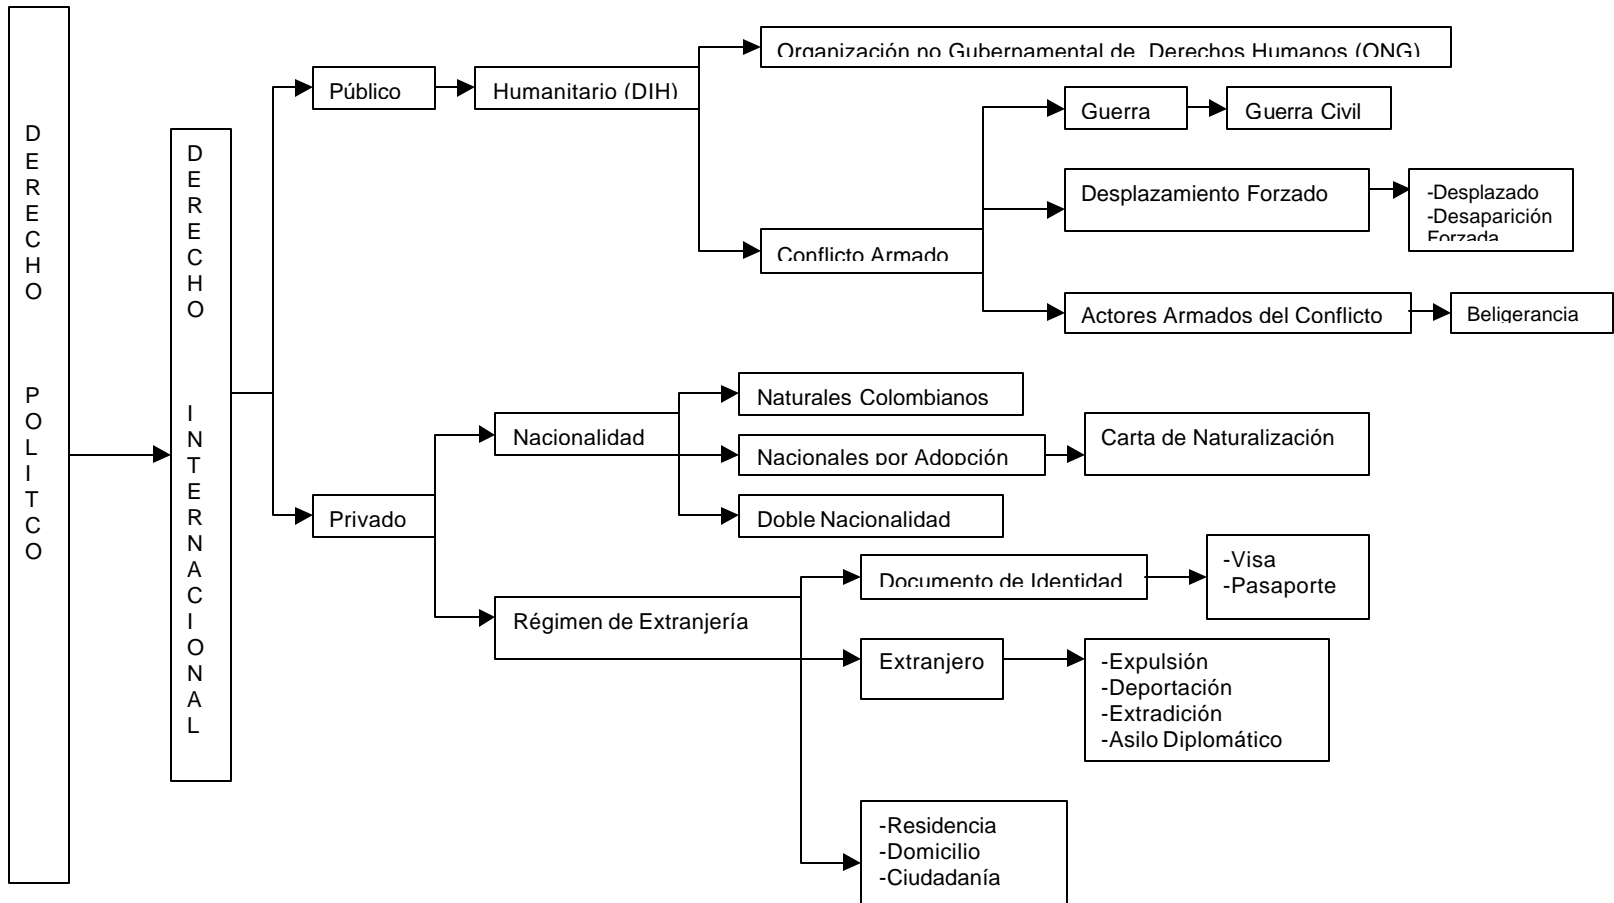 DERECHO POLITCO
DERECHO INTERNACIONAL
Público
Humanitario (DIH)
Organización no Gubernamental de Derechos Humanos (ONG)
Conflicto Armado
Guerra
Guerra Civil
Desplazamiento Forzado
-Desplazado
-Desaparición
Forzada
Actores Armados del Conflicto
Beligerancia
Privado
Nacionalidad
Naturales Colombianos
Nacionales por Adopción
Carta de Naturalización
Doble Nacionalidad
Régimen de Extranjería
Documento de Identidad
-Visa
-Pasaporte
Extranjero
-Expulsión
-Deportación
-Extradición
-Asilo Diplomático
-Residencia
-Domicilio
-Ciudadanía